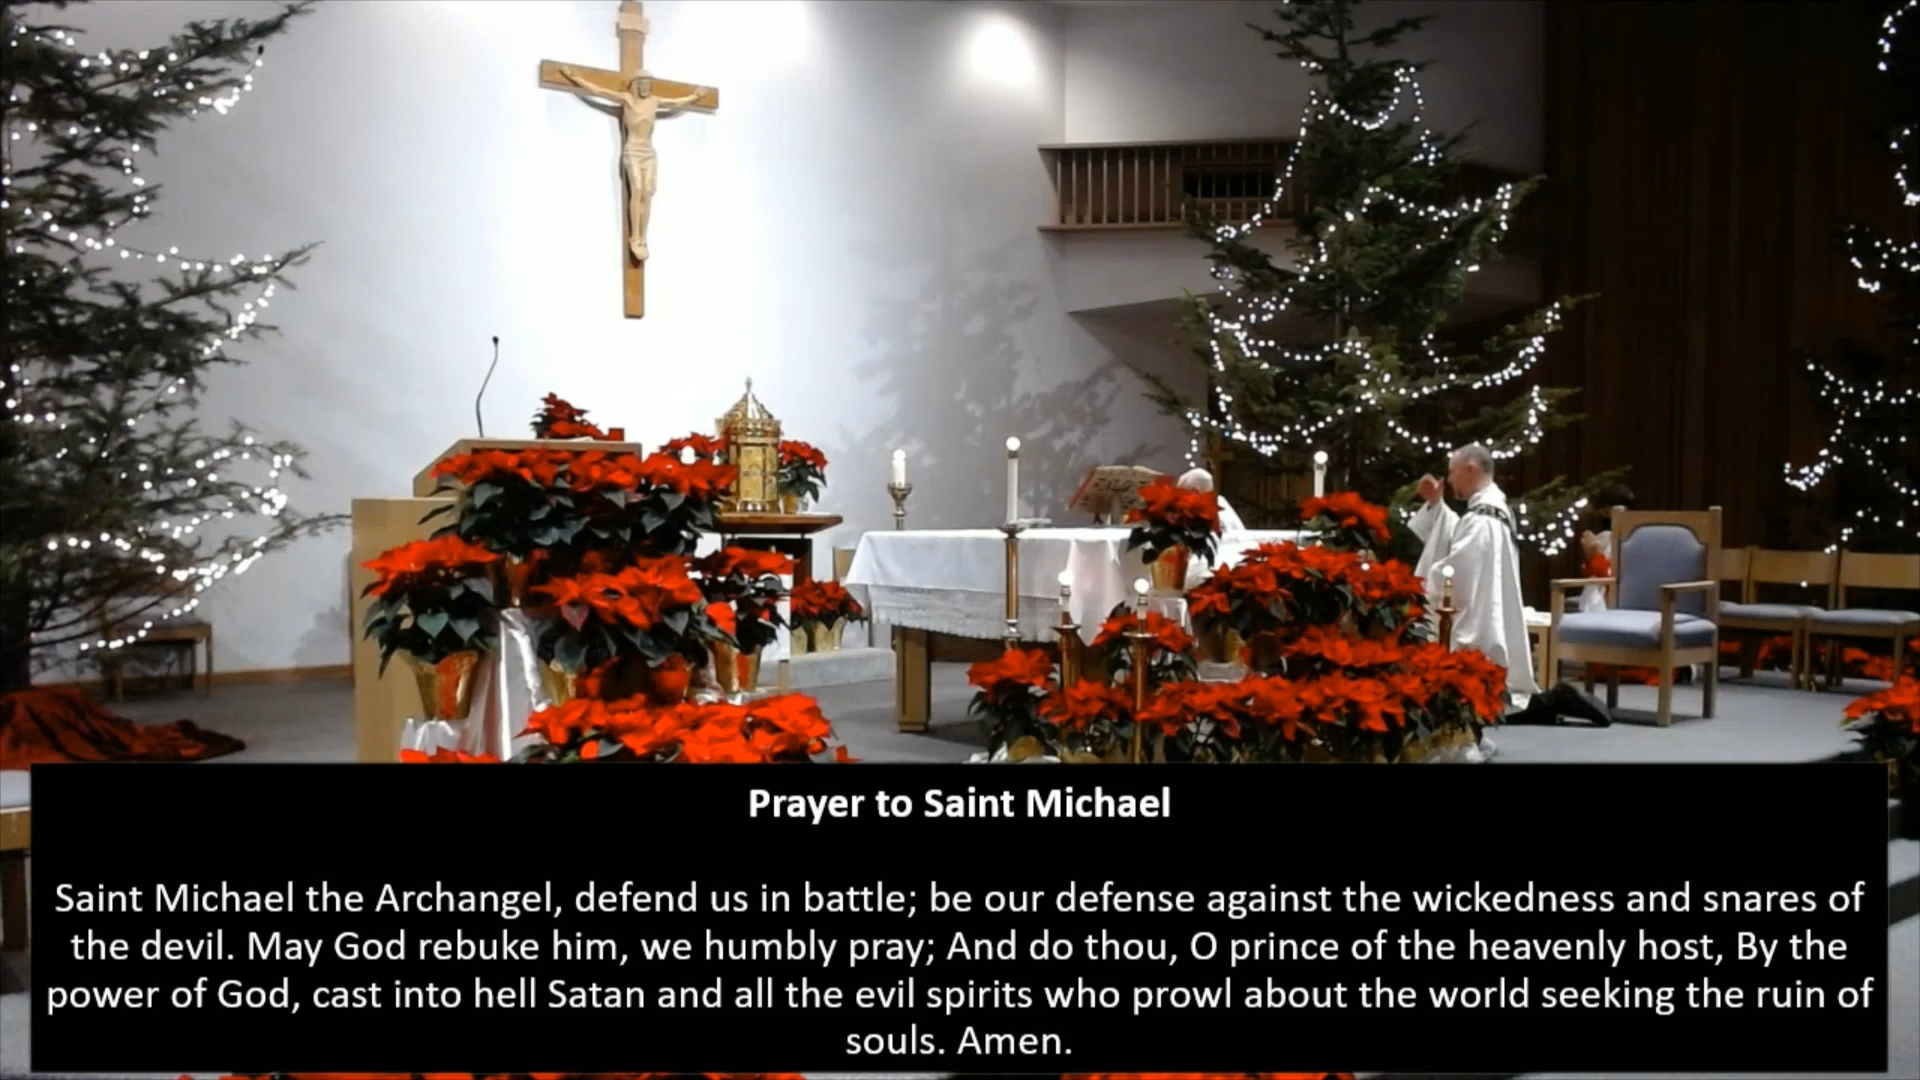 Prayer to Saint Michael
Saint Michael the Archangel, defend us in battle; be our defense against the wickedness and snares of
the devil. May God rebuke him, we humbly pray; And do thou, O prince of the heavenly host, By the
power of God, cast into hell Satan and all the evil spirits who prowl about the world seeking the ruin of
souls. Amen.